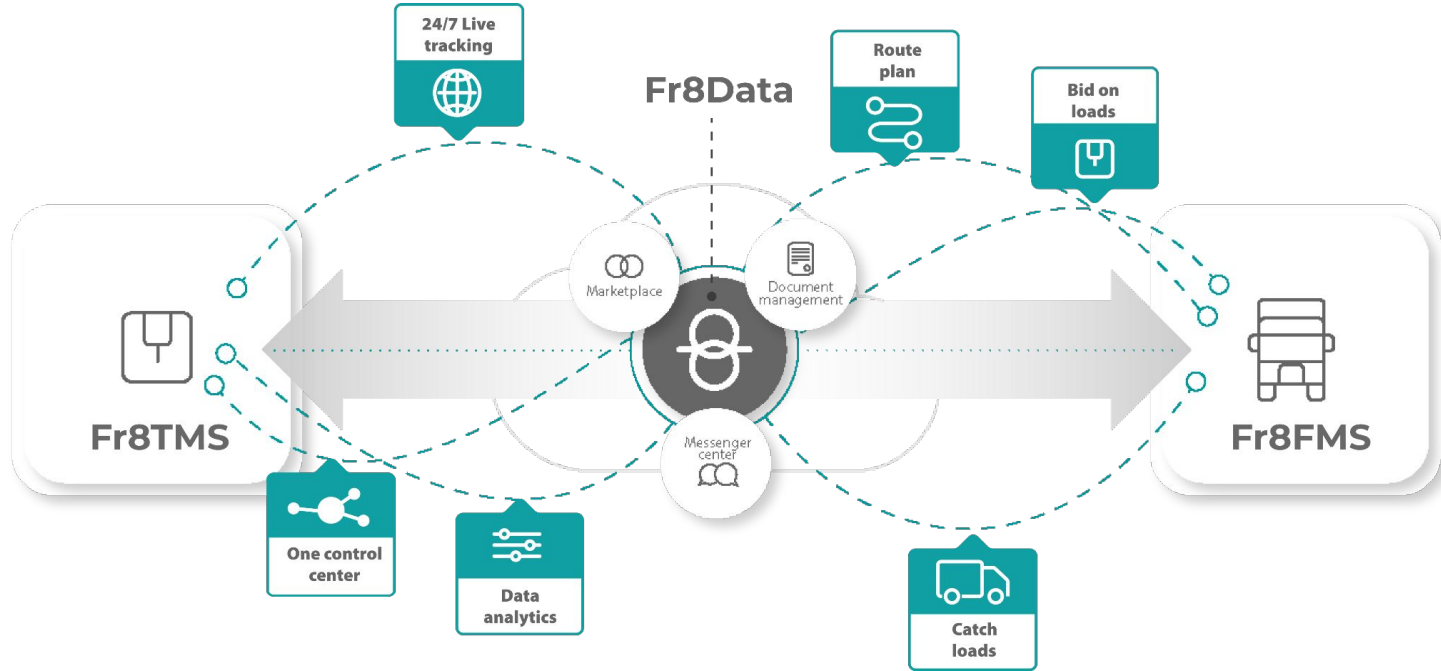 24/7 Live
tracking
Fr8Data
Route
plan
Bid on
loads
Marketplace
Document
management
Fr8TMS
Fr8FMS
Messenger
center
One control
center
Data
analytics
Catch
loads